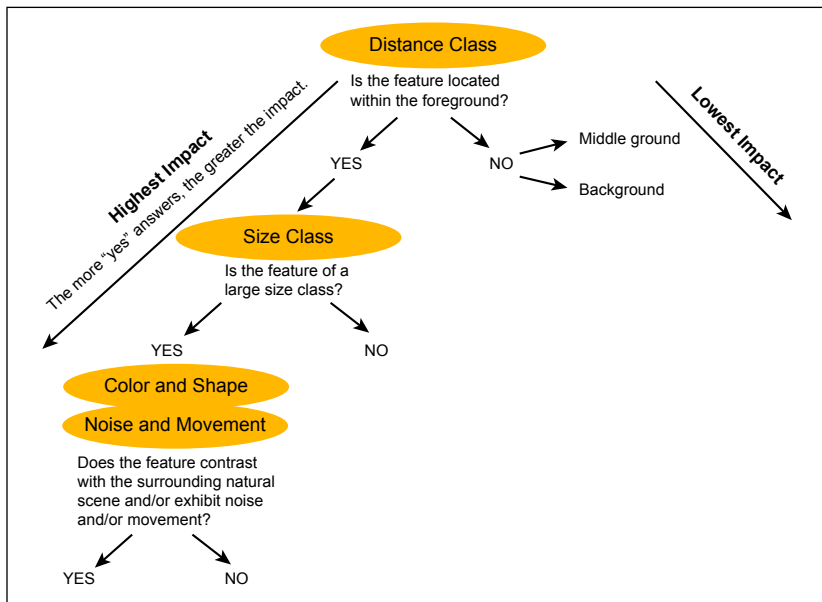 Distance Class
Is the feature located
within the foreground?
Highest Impact
The more “yes” answers, the greater the impact.
Lowest Impact
YES
NO
Middle ground
Background
Size Class
Is the feature of a
large size class?
YES
NO
Color and Shape
Noise and Movement
Does the feature contrast
with the surrounding natural
scene and/or exhibit noise
and/or movement?
YES
NO